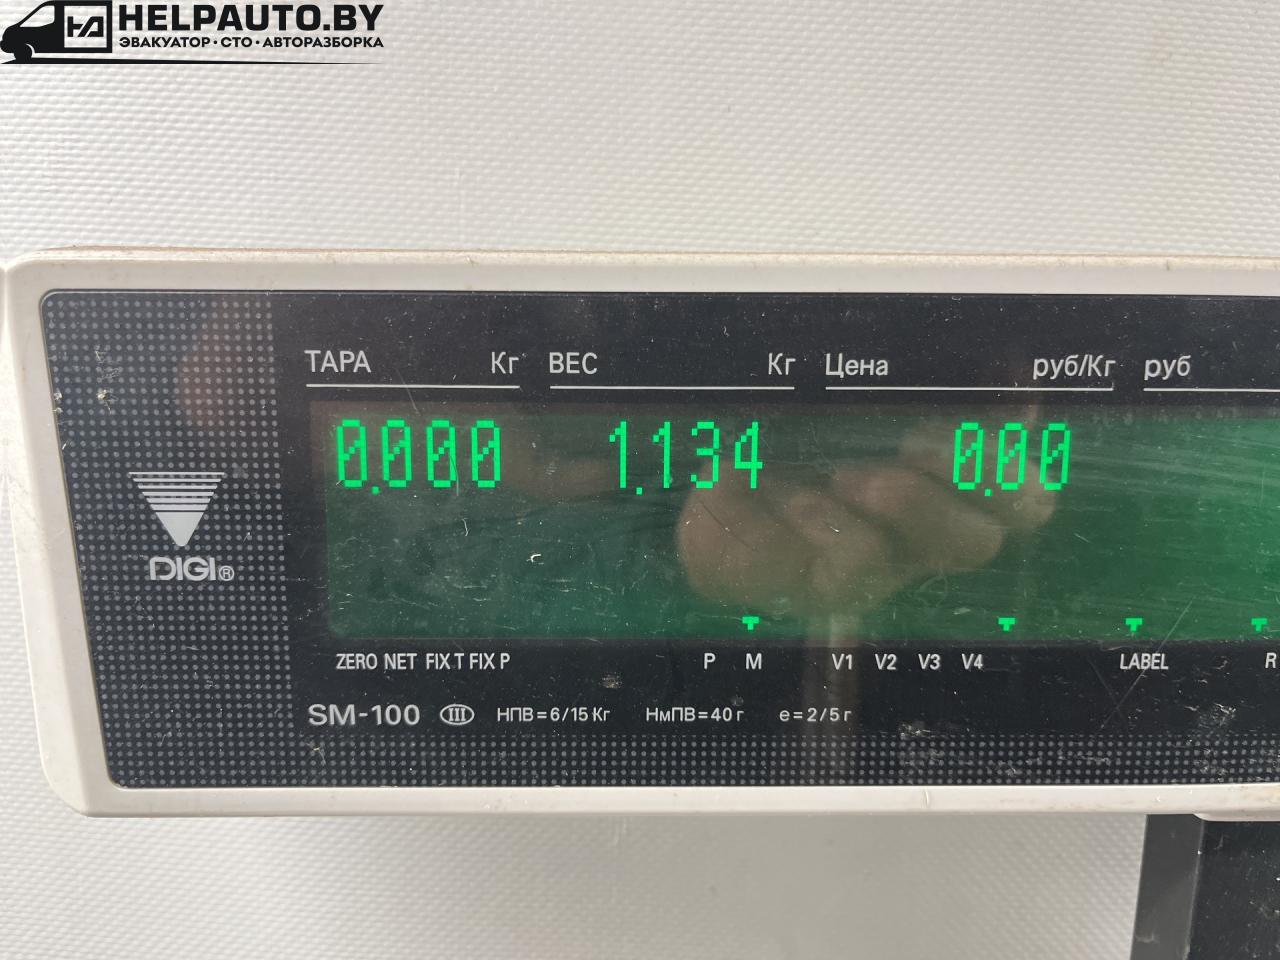 HELPAUTO.BY
ЭВАКУАТОР·СТО·АВТОРАЗБОРКА
ТАРА Кг ВЕС Кг Цена руб/Кг руб
0.000 1.134 0.00
ZERO NET FIX T FIX P P M V1 V2 V3 V4 LABEL R
DIGI®
SM-100 III НПВ=6/15 Кг НмПВ=40 г e=2/5 г